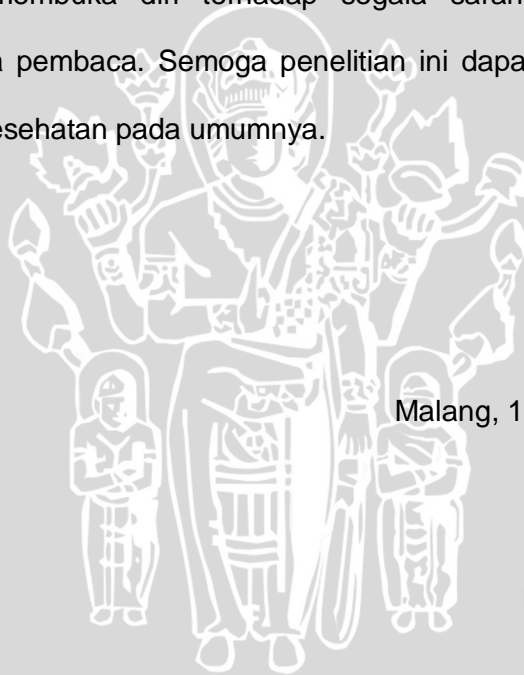 membuka diri terhadap segala saran
pembaca. Semoga penelitian ini dapa
esehatan pada umumnya.
Malang, 1